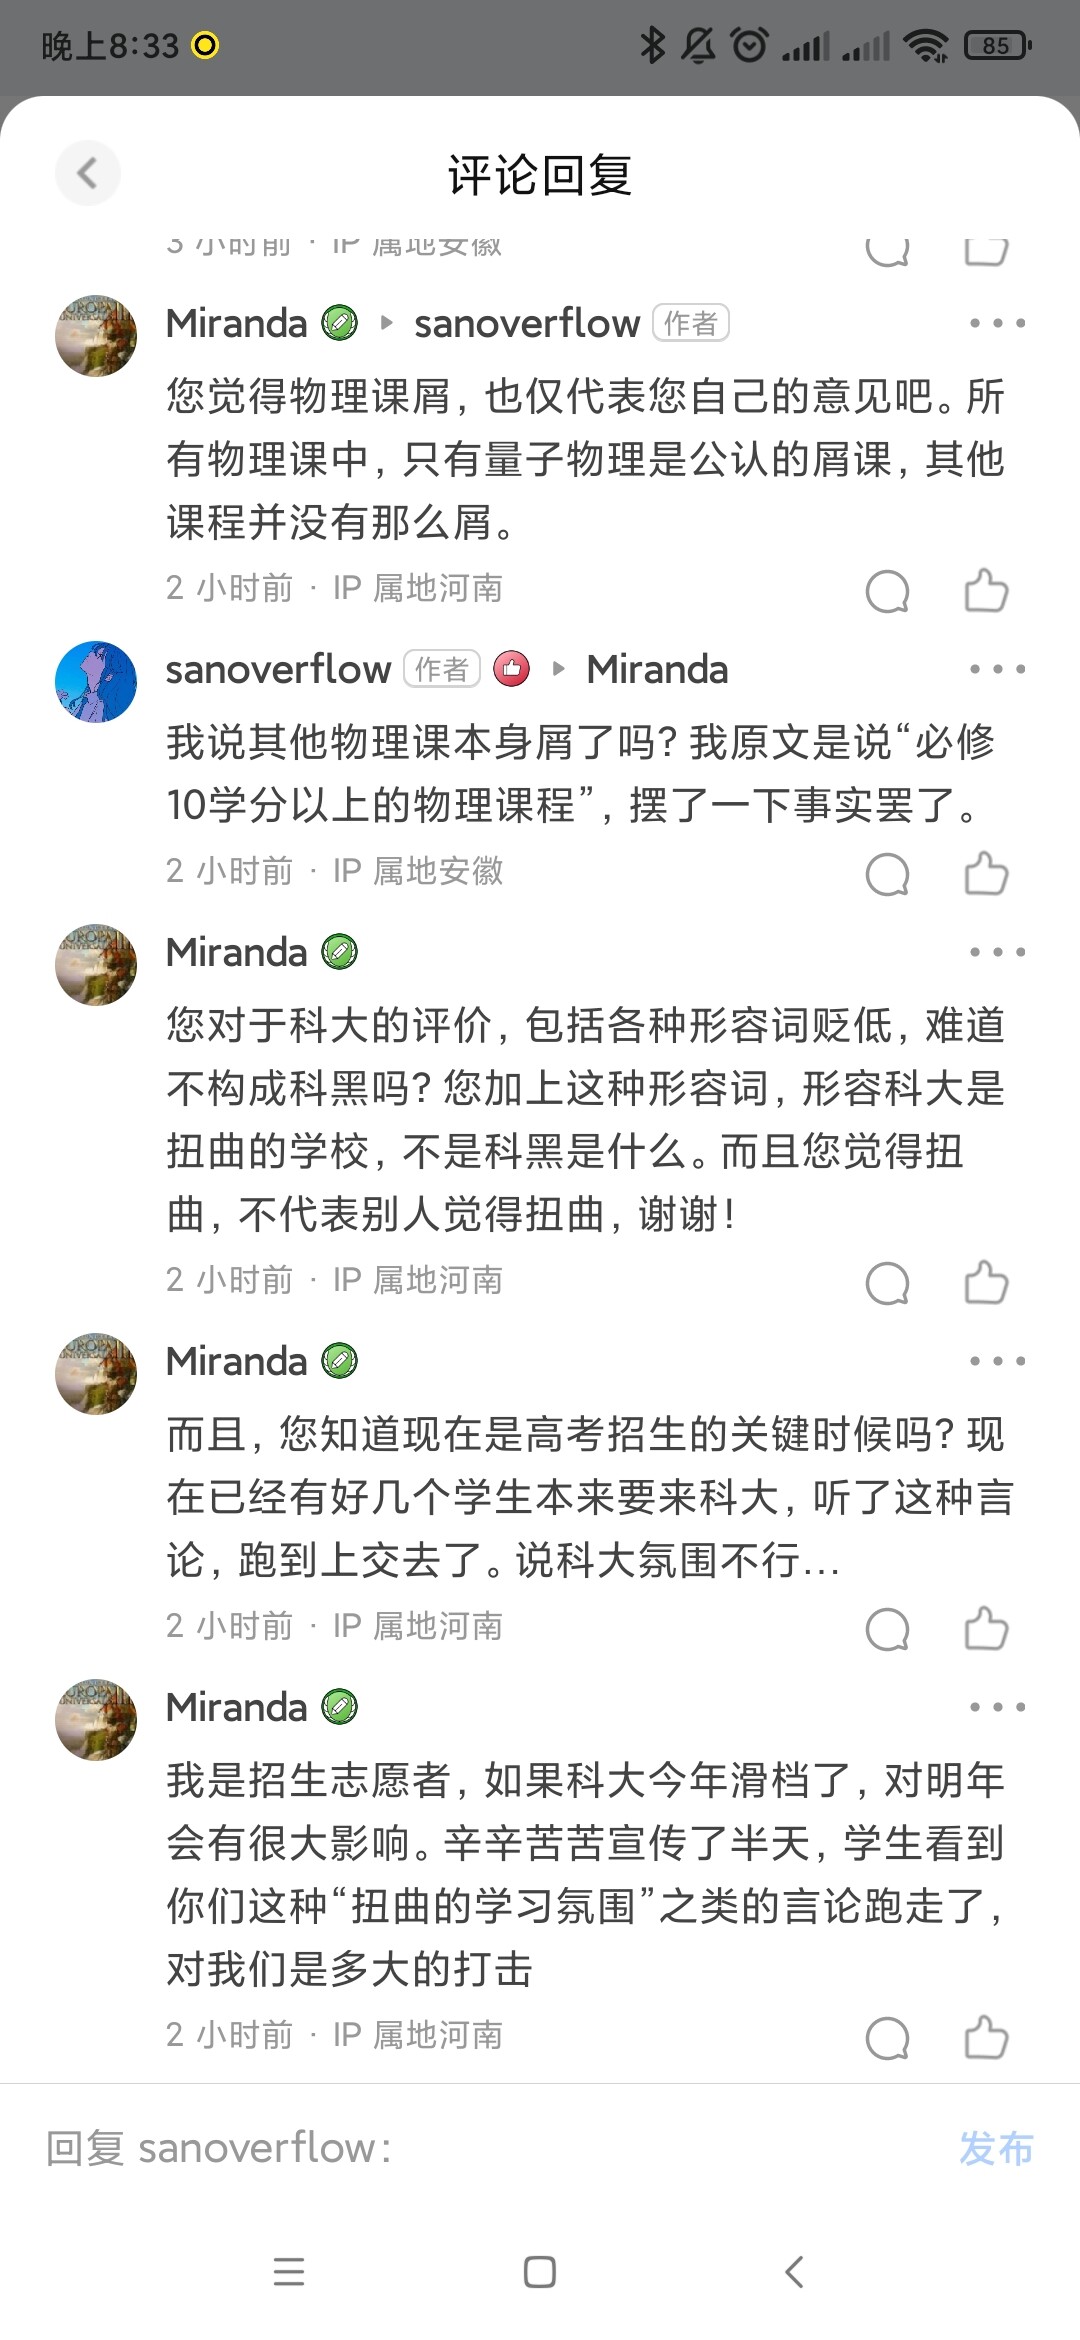 晚上8:33
85
评论回复
3 小时前 · IP 属地安徽
Miranda sanoverflow 作者
您觉得物理课屑，也仅代表您自己的意见吧。所
有物理课中，只有量子物理是公认的屑课，其他
课程并没有那么屑。
2 小时前 · IP 属地河南
sanoverflow 作者 Miranda
我说其他物理课本身屑了吗？我原文是说“必修
10学分以上的物理课程”，摆了一下事实罢了。
2 小时前 · IP 属地安徽
Miranda
您对于科大的评价，包括各种形容词贬低，难道
不构成科黑吗？您加上这种形容词，形容科大是
扭曲的学校，不是科黑是什么。而且您觉得扭
曲，不代表别人觉得扭曲，谢谢！
2 小时前 · IP 属地河南
Miranda
而且，您知道现在是高考招生的关键时候吗？现
在已经有好几个学生本来要来科大，听了这种言
论，跑到上交去了。说科大氛围不行...
2 小时前 · IP 属地河南
Miranda
我是招生志愿者，如果科大今年滑档了，对明年
会有很大影响。辛辛苦苦宣传了半天，学生看到
你们这种“扭曲的学习氛围”之类的言论跑走了，
对我们是多大的打击
2 小时前 · IP 属地河南
回复 sanoverflow： 发布